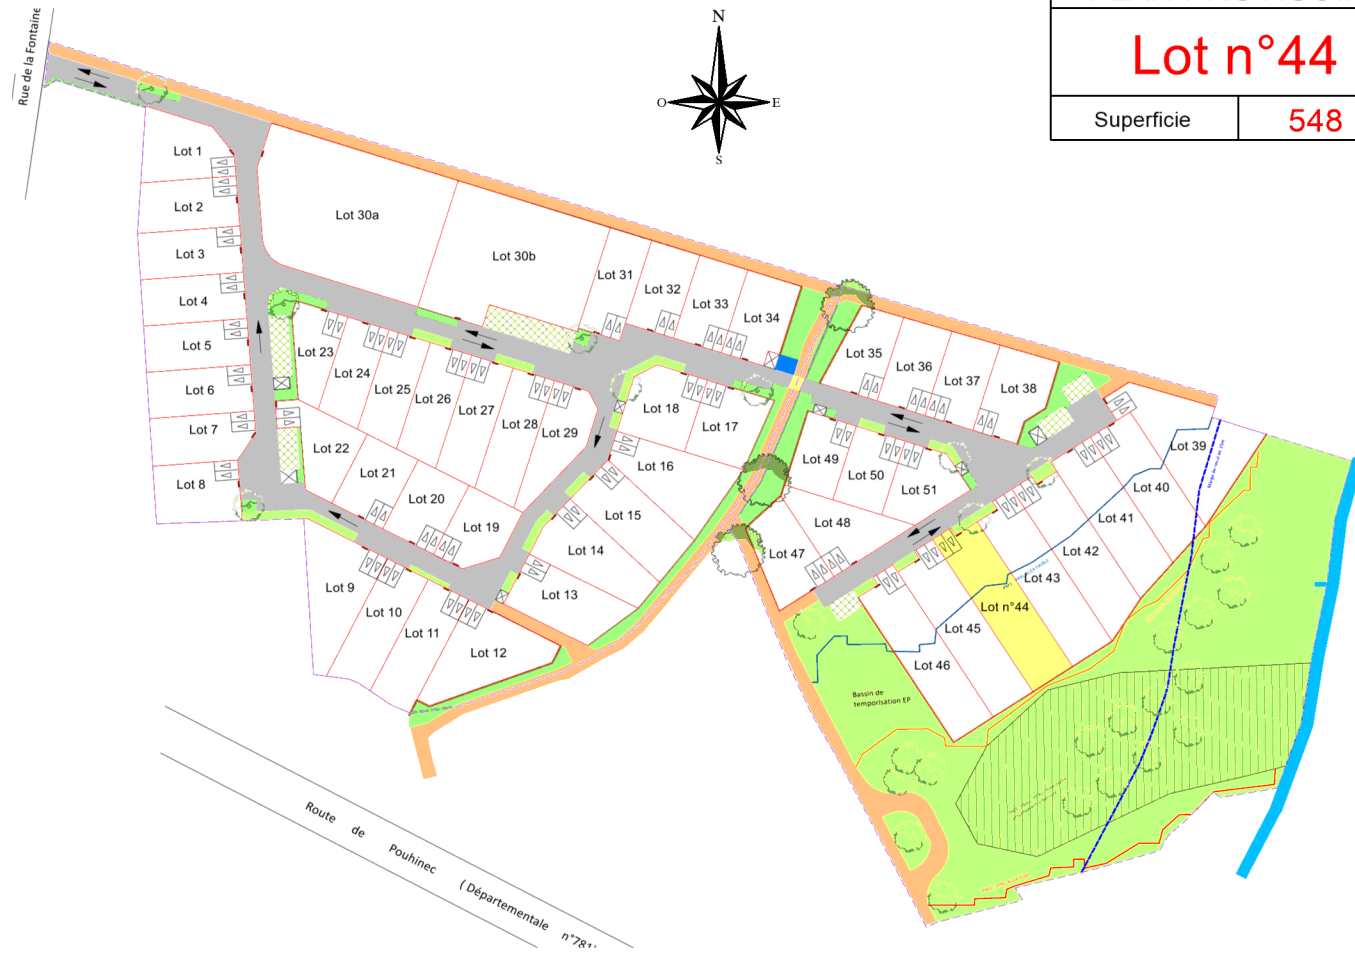 Lot n°44
Superficie 548
Rue de la Fontaine
N
O E
S
Lot 1
Lot 2
Lot 3
Lot 4
Lot 5
Lot 6
Lot 7
Lot 8
Lot 30a
Lot 30b
Lot 31
Lot 32
Lot 33
Lot 34
Lot 35
Lot 36
Lot 37
Lot 38
Lot 39
Lot 40
Lot 41
Lot 42
Lot 43
Lot n°44
Lot 45
Lot 46
Lot 47
Lot 48
Lot 49
Lot 50
Lot 51
Lot 23
Lot 24
Lot 25
Lot 26
Lot 27
Lot 28
Lot 29
Lot 22
Lot 21
Lot 20
Lot 19
Lot 18
Lot 17
Lot 16
Lot 15
Lot 14
Lot 13
Lot 9
Lot 10
Lot 11
Lot 12
Bassin de
temporisation EP
Route de Pouhinec (Départementale n°781)